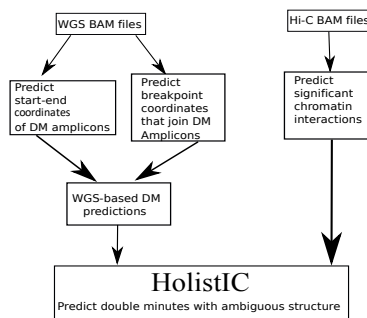 WGS BAM files
Hi-C BAM files
Predict
start-end
coordinates
of DM amplicons
Predict
breakpoint
coordinates
that join DM
Amplicons
Predict
significant
chromatin
interactions
WGS-based DM
predictions
HolistIC
Predict double minutes with ambiguous structure